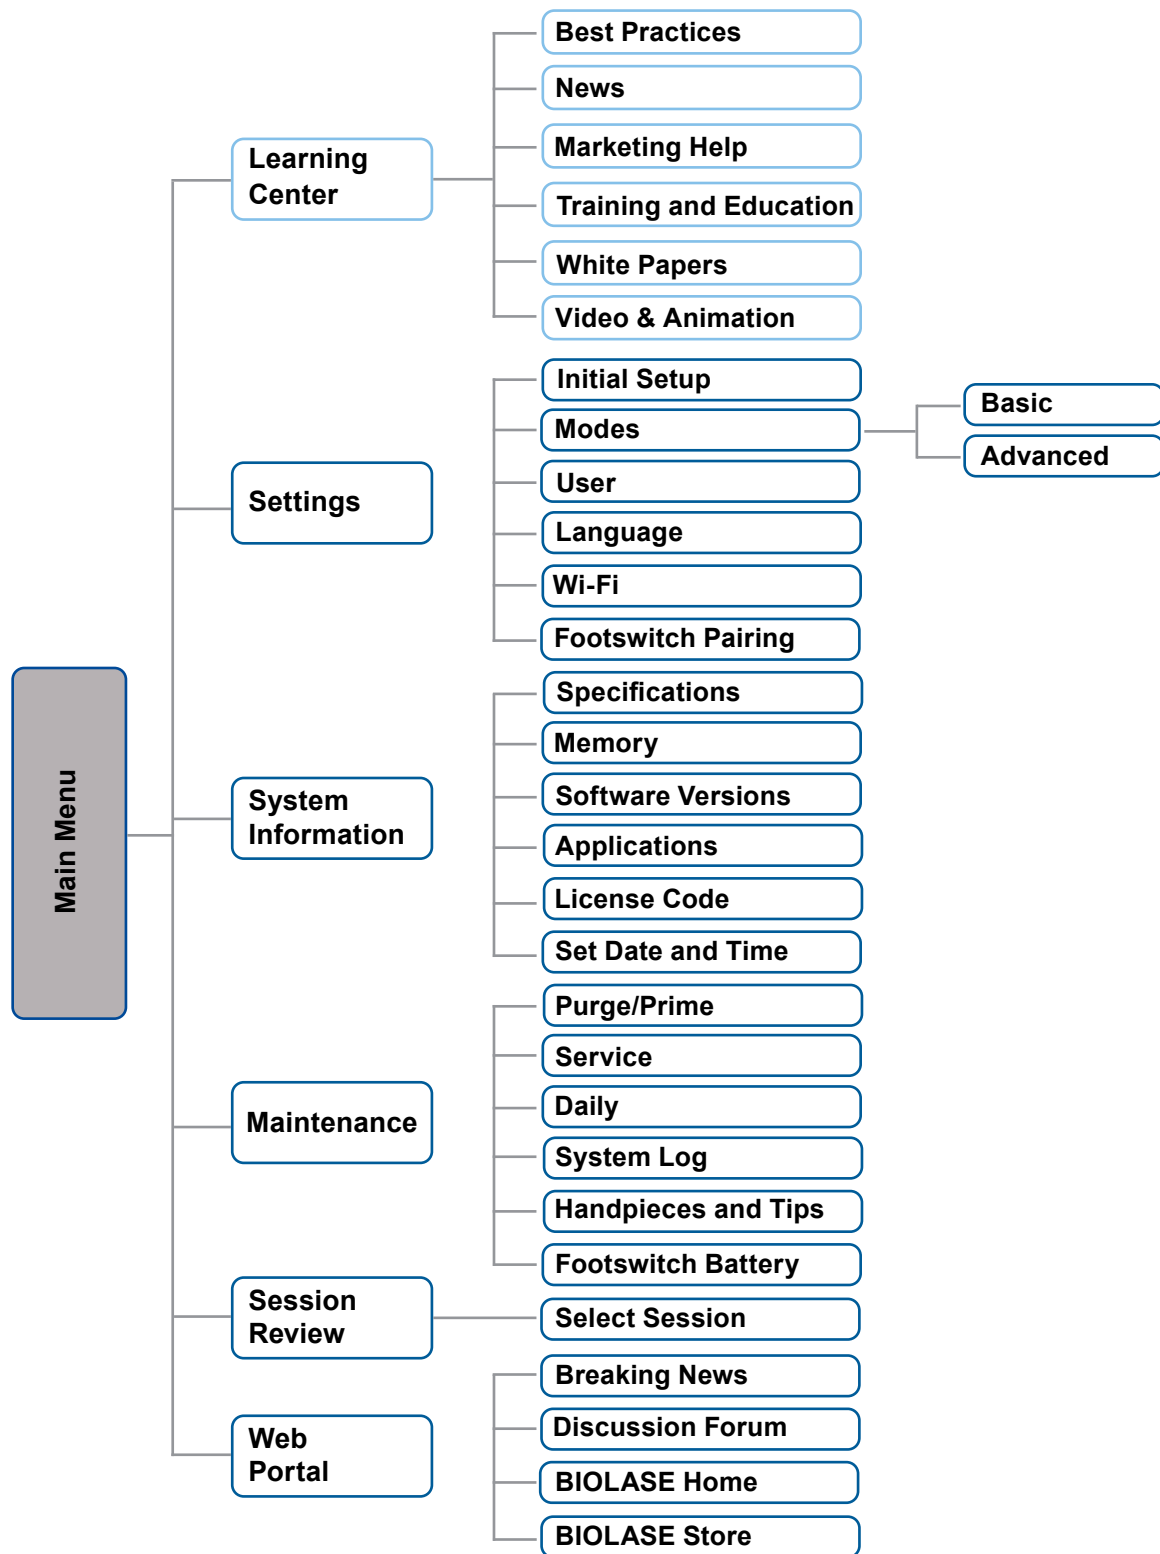 Main Menu
Learning
Center
Best Practices
News
Marketing Help
Training and Education
White Papers
Video & Animation
Settings
Initial Setup
Modes
Basic
Advanced
User
Language
Wi-Fi
Footswitch Pairing
System
Information
Specifications
Memory
Software Versions
Applications
License Code
Set Date and Time
Maintenance
Purge/Prime
Service
Daily
System Log
Handpieces and Tips
Footswitch Battery
Session
Review
Select Session
Web
Portal
Breaking News
Discussion Forum
BIOLASE Home
BIOLASE Store